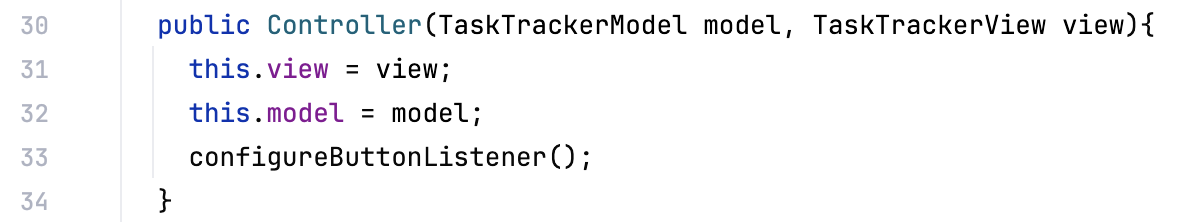 30 public Controller(TaskTrackerModel model, TaskTrackerView view){
31 this.view = view;
32 this.model = model;
33 configureButtonListener();
34 }